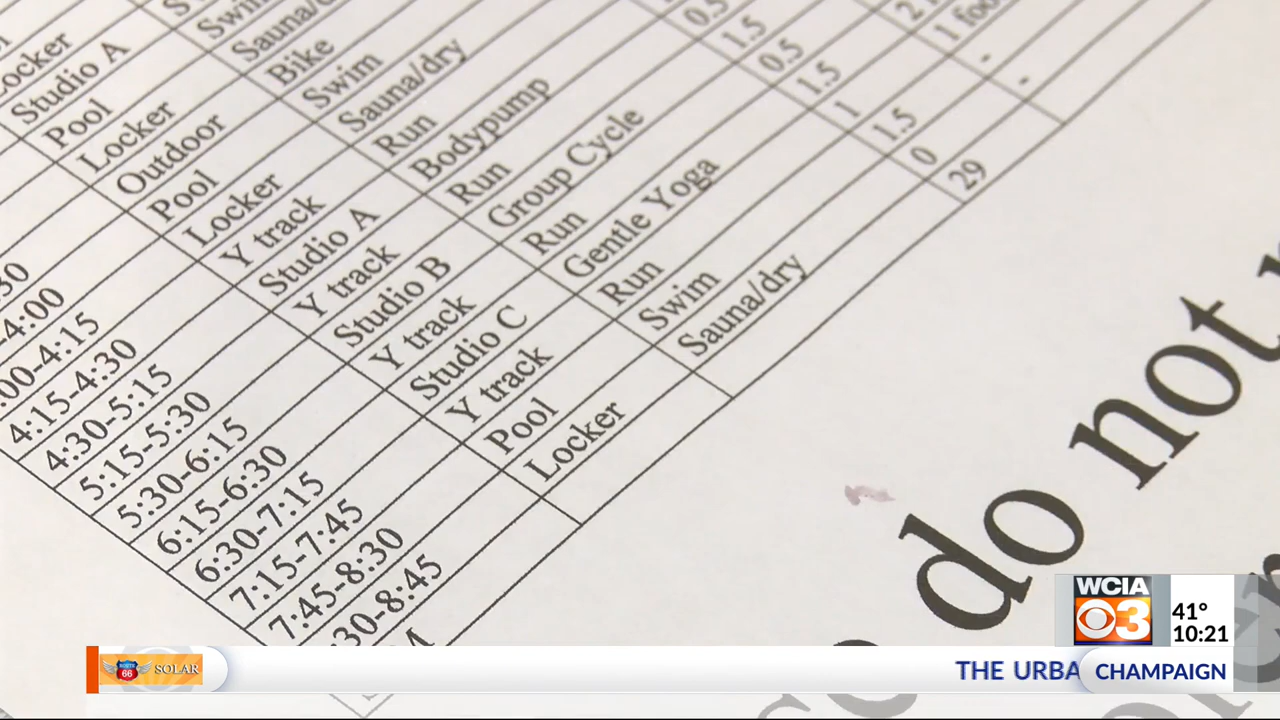 Locker
Studio A
Pool Swim
Locker Sauna/d
:30 Outdoor Bike
-4:00 Pool Swim
:00-4:15 Locker Sauna/dry
4:15-4:30 Y track Run
4:30-5:15 Studio A Bodypump
5:15-5:30 Y track Run 0.5
5:30-6:15 Studio B Group Cycle 1.5
6:15-6:30 Y track Run 0.5
6:30-7:15 Studio C Gentle Yoga 1.5
7:15-7:45 Y track Run 1
7:45-8:30 Pool Swim 1.5 -
:30-8:45 Locker Sauna/dry 0 -
29
do not
WCIA
3
41°
10:21
ROUTE
66
SOLAR
THE URBA
CHAMPAIGN